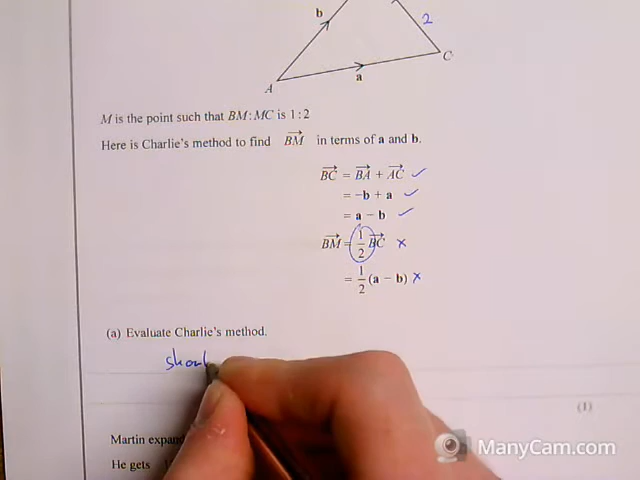 b
2
A
a
C
M is the point such that BM : MC is 1 : 2
Here is Charlie's method to find BM in terms of a and b.
BC = BA + AC ✓
= –b + a ✓
= a – b ✓
BM = 1/2 BC ×
= 1/2 (a – b) ×
(a) Evaluate Charlie's method.
(1)
Martin
He gets
ManyCam.com